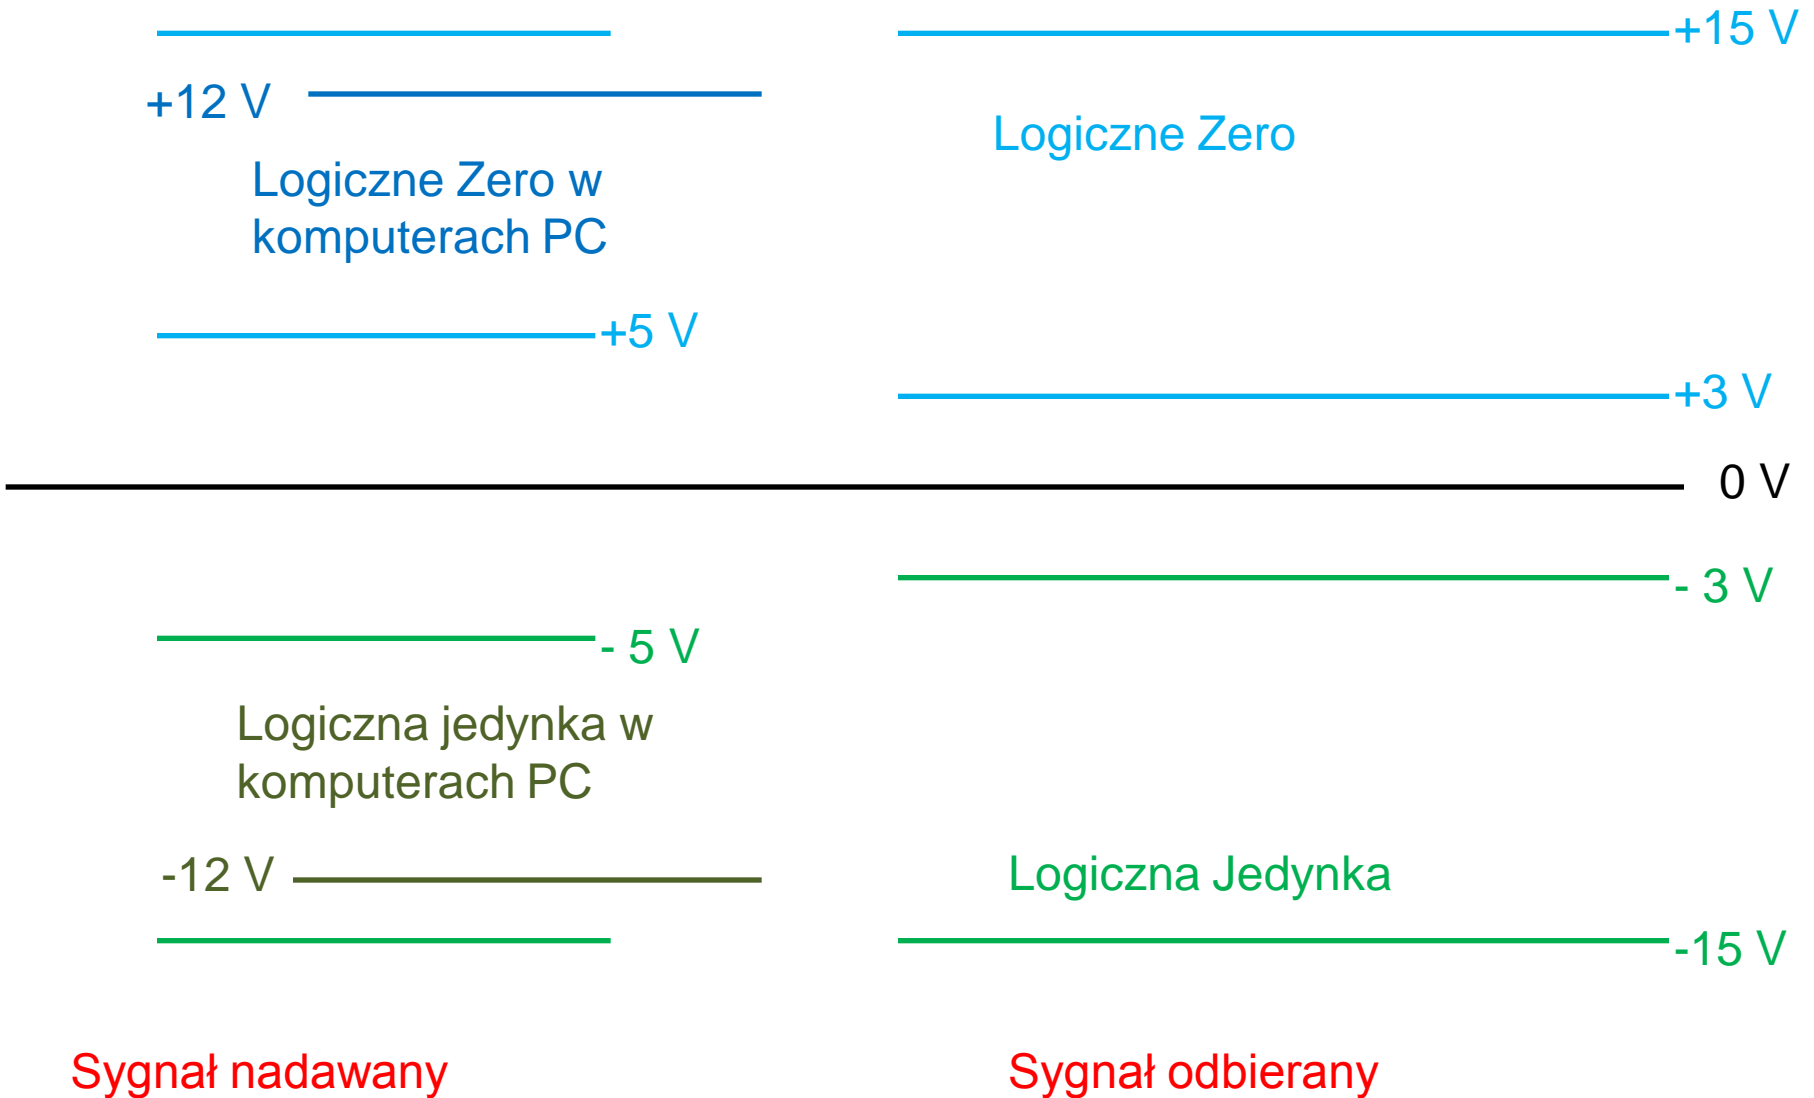 +15 V
+12 V
Logiczne Zero
Logiczne Zero w
komputerach PC
+5 V
+3 V
0 V
- 3 V
- 5 V
Logiczna jedynka w
komputerach PC
-12 V
Logiczna Jedynka
-15 V
Sygnał nadawany
Sygnał odbierany